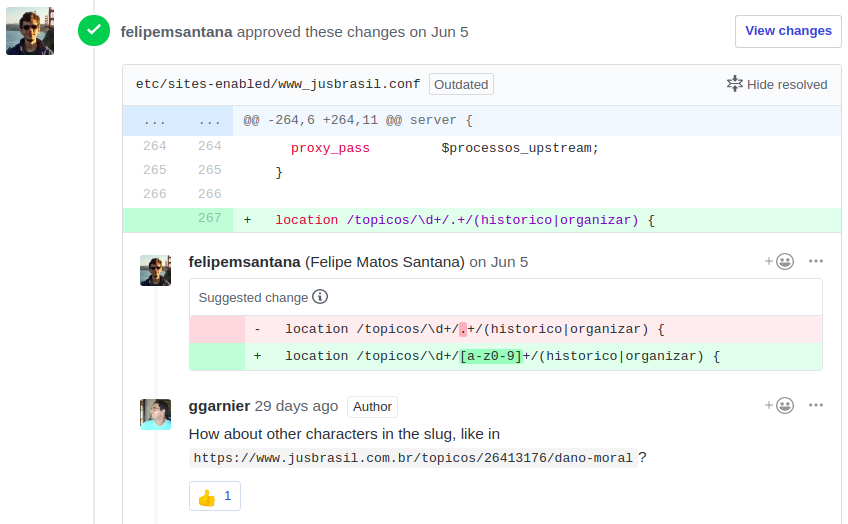 felipemsantana approved these changes on Jun 5
View changes
etc/sites-enabled/www_jusbrasil.conf Outdated
Hide resolved
... ... @@ -264,6 +264,11 @@ server {
264 264 proxy_pass $processos_upstream;
265 265 }
266 266
267 + location /topicos/\d+/.+/(historico|organizar) {
felipemsantana (Felipe Matos Santana) on Jun 5
Suggested change
- location /topicos/\d+/.+/(historico|organizar) {
+ location /topicos/\d+/[a-z0-9]+/(historico|organizar) {
ggarnier 29 days ago Author
How about other characters in the slug, like in
https://www.jusbrasil.com.br/topicos/26413176/dano-moral ?
👍 1